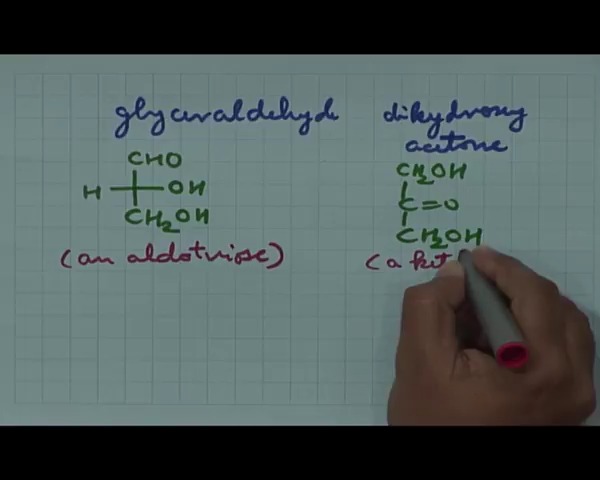 glyceraldehyde
CHO
H OH
CH2OH
(an aldotriose)
dihydroxy
acetone
CH2OH
C=O
CH2OH
(a ket